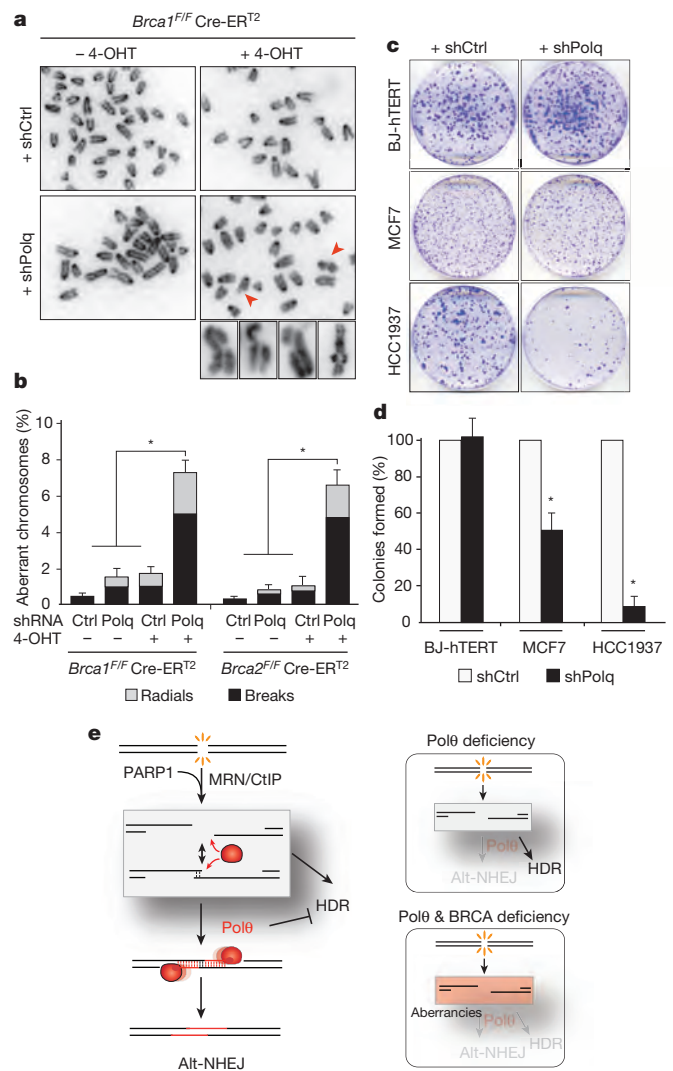 a
Brca1F/F Cre-ERT2
– 4-OHT
+ 4-OHT
+ shCtrl
+ shPolq
b
Aberrant chromosomes (%)
10
8
6
4
2
0
*
*
shRNA Ctrl Polq Ctrl Polq Ctrl Polq Ctrl Polq
4-OHT – – + + – – + +
Brca1F/F Cre-ERT2 Brca2F/F Cre-ERT2
Radials Breaks
c
+ shCtrl + shPolq
BJ-hTERT
MCF7
HCC1937
d
Colonies formed (%)
100
80
60
40
20
0
*
*
BJ-hTERT MCF7 HCC1937
shCtrl shPolq
e
PARP1 MRN/CtIP
HDR
Polθ
Alt-NHEJ
Polθ deficiency
Polθ
HDR
Alt-NHEJ
Polθ & BRCA deficiency
Aberrancies
Polθ
HDR
Alt-NHEJ